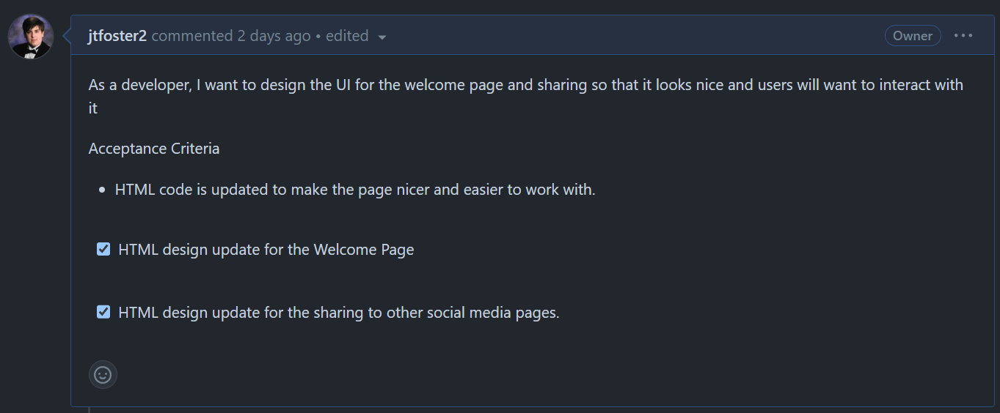 jtfoster2 commented 2 days ago • edited
Owner
As a developer, I want to design the UI for the welcome page and sharing so that it looks nice and users will want to interact with
it
Acceptance Criteria
• HTML code is updated to make the page nicer and easier to work with.
HTML design update for the Welcome Page
HTML design update for the sharing to other social media pages.